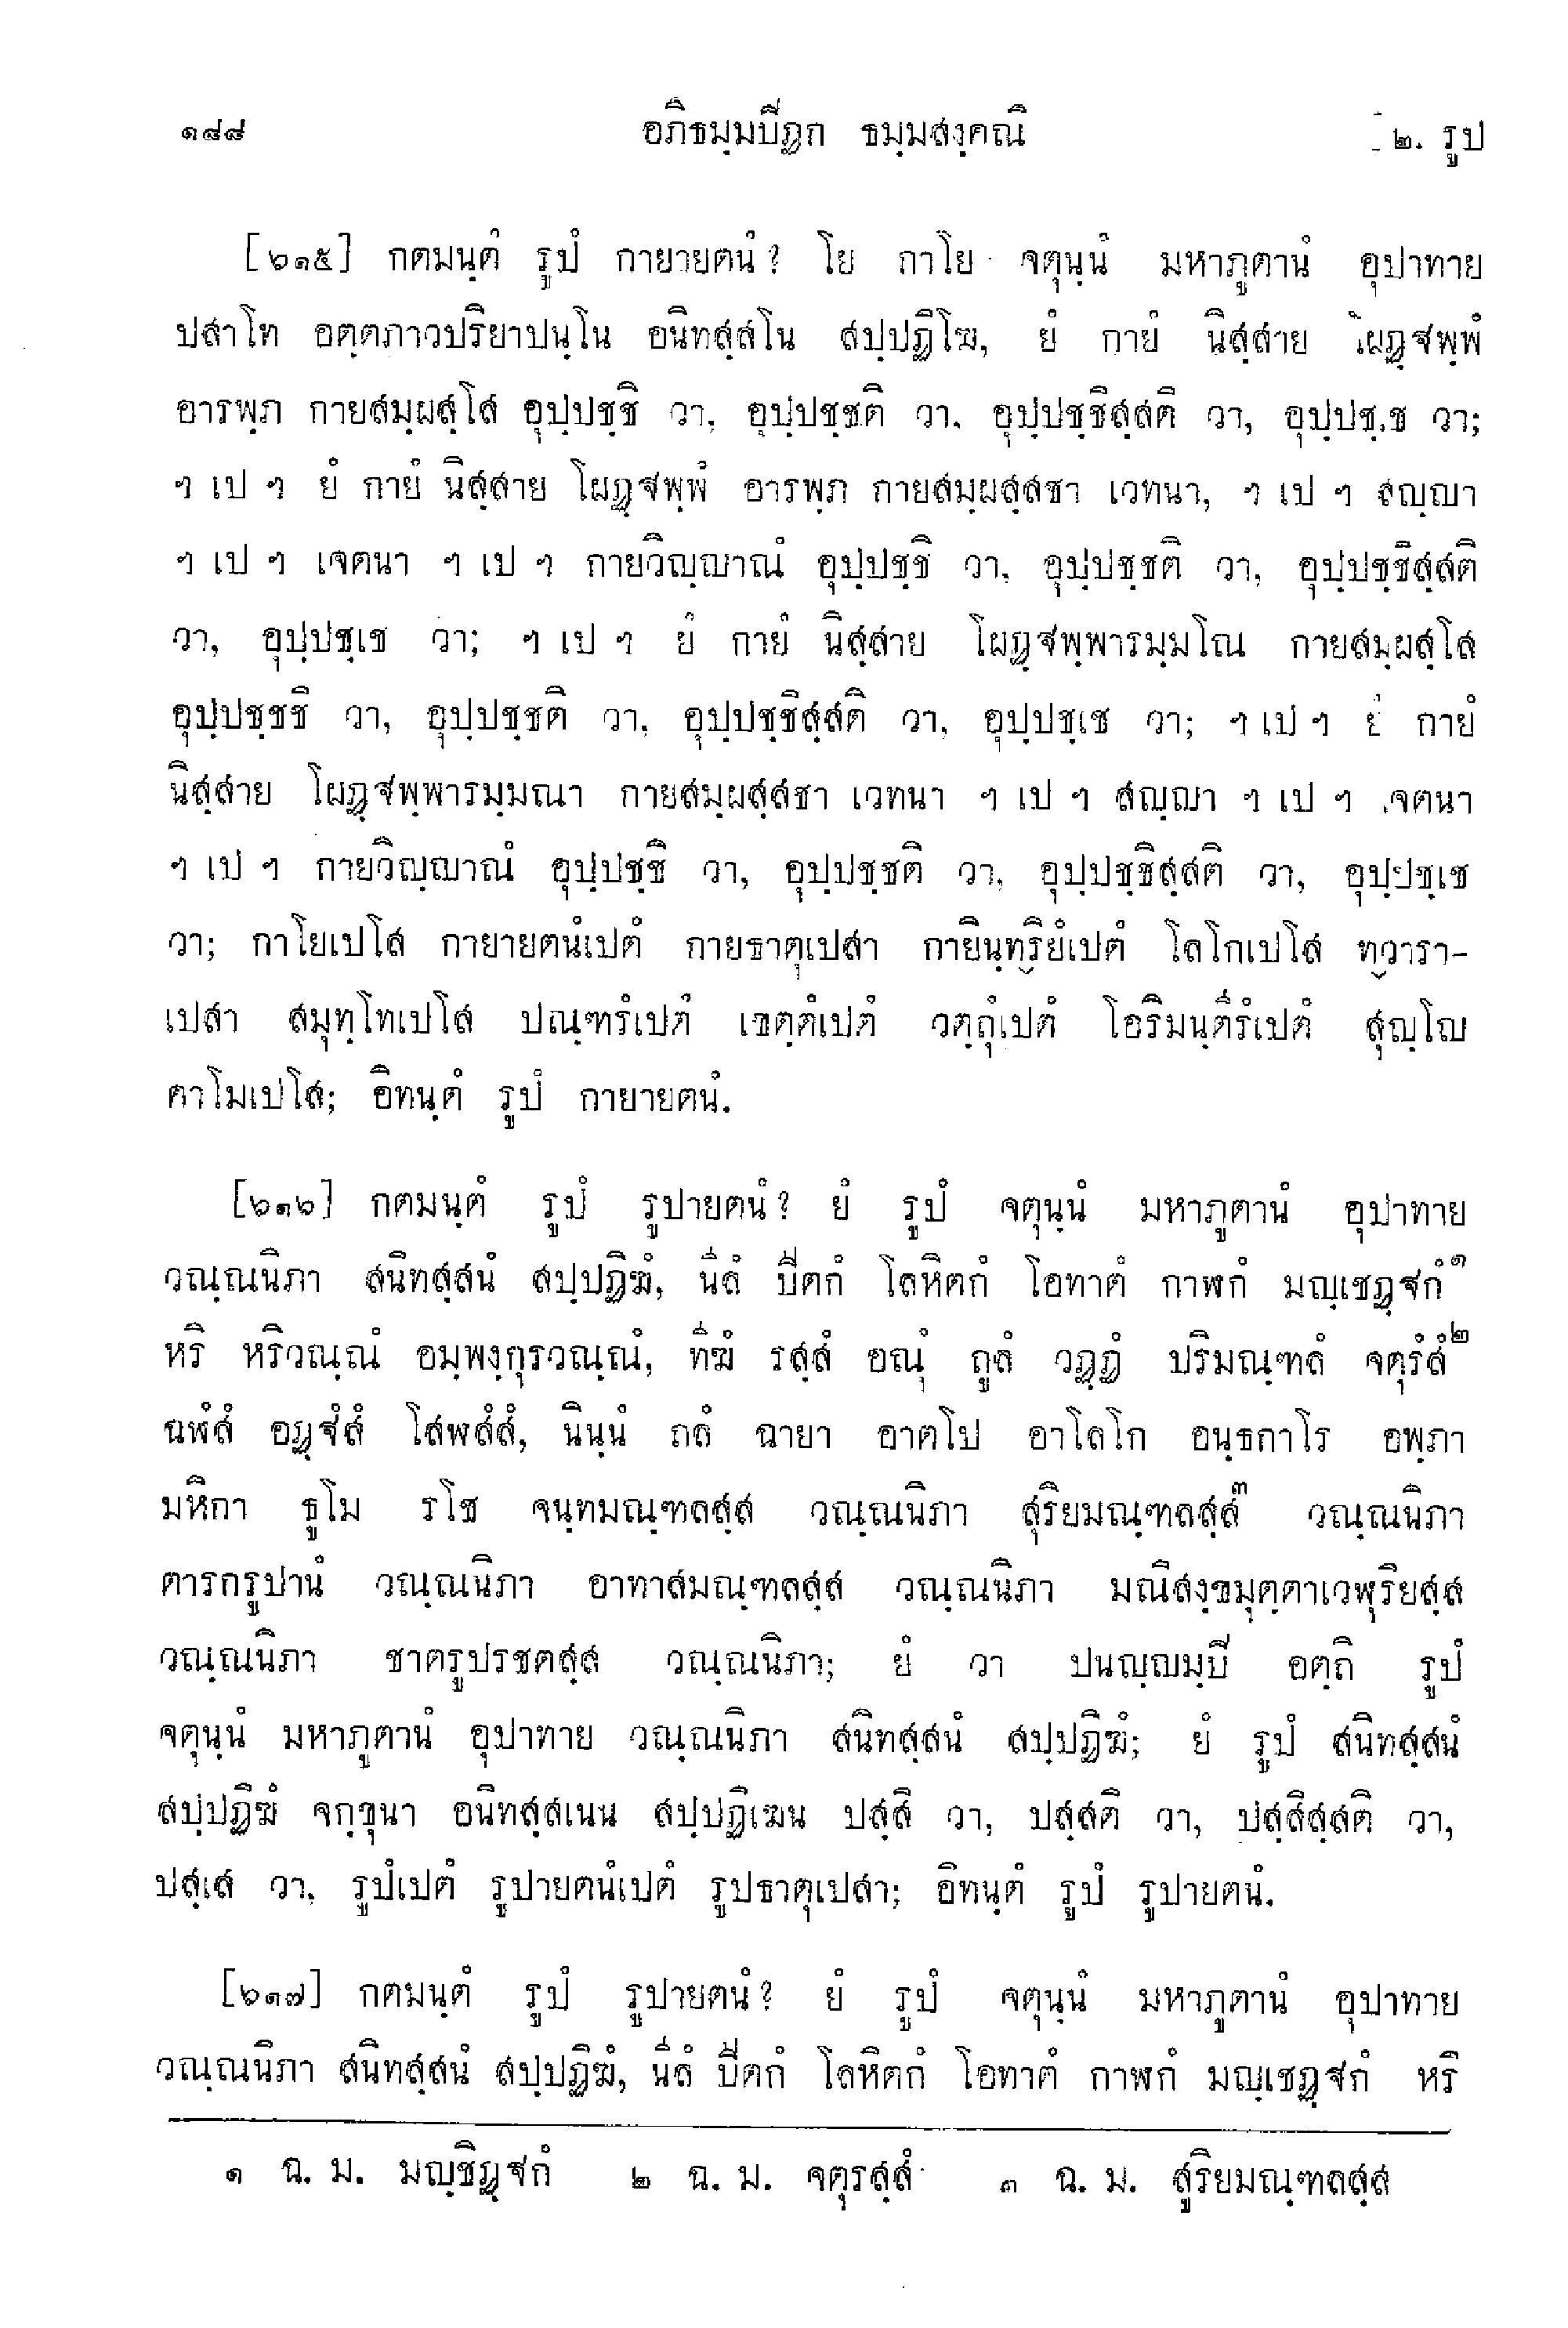 ๑๘๘ อภิธมฺมปิฏก ธมฺมสงฺคณิ [๒. รูป
[๖๑๕] กตมนฺตํ รูปํ กายายตนํ? โย กาโย จตุนฺนํ มหาภูตานํ อุปาทาย
ปสาโท อตฺตภาวปริยาปนฺโน อนิทสฺสโน สปฺปฏิโฆ, ยํ กายํ นิสฺสาย โผฏฺฐพฺพํ
อารพฺภ กายสมฺผสฺโส อุปฺปชฺชิ วา, อุปฺปชฺชติ วา, อุปฺปชฺชิสฺสติ วา, อุปฺปชฺเช วา;
ฯ เป ฯ ยํ กายํ นิสฺสาย โผฏฺฐพฺพํ อารพฺภ กายสมฺผสฺสชา เวทนา, ฯ เป ฯ สญฺญา
ฯ เป ฯ เจตนา ฯ เป ฯ กายวิญฺญาณํ อุปฺปชฺชิ วา, อุปฺปชฺชติ วา, อุปฺปชฺชิสฺสติ
วา, อุปฺปชฺเช วา; ฯ เป ฯ ยํ กายํ นิสฺสาย โผฏฺฐพฺพารมฺมโณ กายสมฺผสฺโส
อุปฺปชฺชชิ วา, อุปฺปชฺชติ วา, อุปฺปชฺชิสฺสติ วา, อุปฺปชฺเช วา; ฯ เป ฯ ยํ กายํ
นิสฺสาย โผฏฺฐพฺพารมฺมณา กายสมฺผสฺสชา เวทนา ฯ เป ฯ สญฺญา ฯ เป ฯ เจตนา
ฯ เป ฯ กายวิญฺญาณํ อุปฺปชฺชิ วา, อุปฺปชฺชติ วา, อุปฺปชฺชิสฺสติ วา, อุปฺปชฺเช
วา; กาโยเปโส กายายตนํเปตํ กายธาตุเปสา กายินฺทฺริยํเปตํ โลโกเปโส ทฺวารา-
เปสา สมุทฺโทเปโส ปณฺฑรํเปตํ เขตฺตํเปตํ วตฺถุํเปตํ โอริมนฺตีรํเปตํ สุญฺโญ
คาโมเปโส; อิทนฺตํ รูปํ กายายตนํ.
[๖๑๖] กตมนฺตํ รูปํ รูปายตนํ? ยํ รูปํ จตุนฺนํ มหาภูตานํ อุปาทาย
วณฺณนิภา สนิทสฺสนํ สปฺปฏิฆํ, นีลํ ปีตกํ โลหิตกํ โอทาตํ กาฬกํ มญฺเชฏฺฐกํ๑
หริ หริวณฺณํ อมฺพงฺกุรวณฺณํ, ทีฆํ รสฺสํ อณุํ ถูลํ วฏฺฏํ ปริมณฺฑลํ จตุรํสํ๒
ฉฬํสํ อฏฺฐํสํ โสฬสํสํ, นินฺนํ ถลํ ฉายา อาตโป อาโลโก อนฺธกาโร อพฺภา
มหิกา ธูโม รโช จนฺทมณฺฑลสฺส วณฺณนิภา สุริยมณฺฑลสฺส๓ วณฺณนิภา
ตารกรูปานํ วณฺณนิภา อาทาสมณฺฑลสฺส วณฺณนิภา มณิสงฺขมุตฺตาเวฬุริยสฺส
วณฺณนิภา ชาตรูปรชตสฺส วณฺณนิภา; ยํ วา ปนญฺญมฺปิ อตฺถิ รูปํ
จตุนฺนํ มหาภูตานํ อุปาทาย วณฺณนิภา สนิทสฺสนํ สปฺปฏิฆํ; ยํ รูปํ สนิทสฺสนํ
สปฺปฏิฆํ จกฺขุนา อนิทสฺสเนน สปฺปฏิเฆน ปสฺสิ วา, ปสฺสติ วา, ปสฺสิสฺสติ วา,
ปสฺเส วา, รูปํเปตํ รูปายตนํเปตํ รูปธาตุเปสา; อิทนฺตํ รูปํ รูปายตนํ.
[๖๑๗] กตมนฺตํ รูปํ รูปายตนํ? ยํ รูปํ จตุนฺนํ มหาภูตานํ อุปาทาย
วณฺณนิภา สนิทสฺสนํ สปฺปฏิฆํ, นีลํ ปีตกํ โลหิตกํ โอทาตํ กาฬกํ มญฺเชฏฺฐกํ หริ
๑ ฉ. ม. มญฺชิฏฺฐกํ ๒ ฉ. ม. จตุรสฺสํ ๓ ฉ. ม. สูริยมณฺฑลสฺส